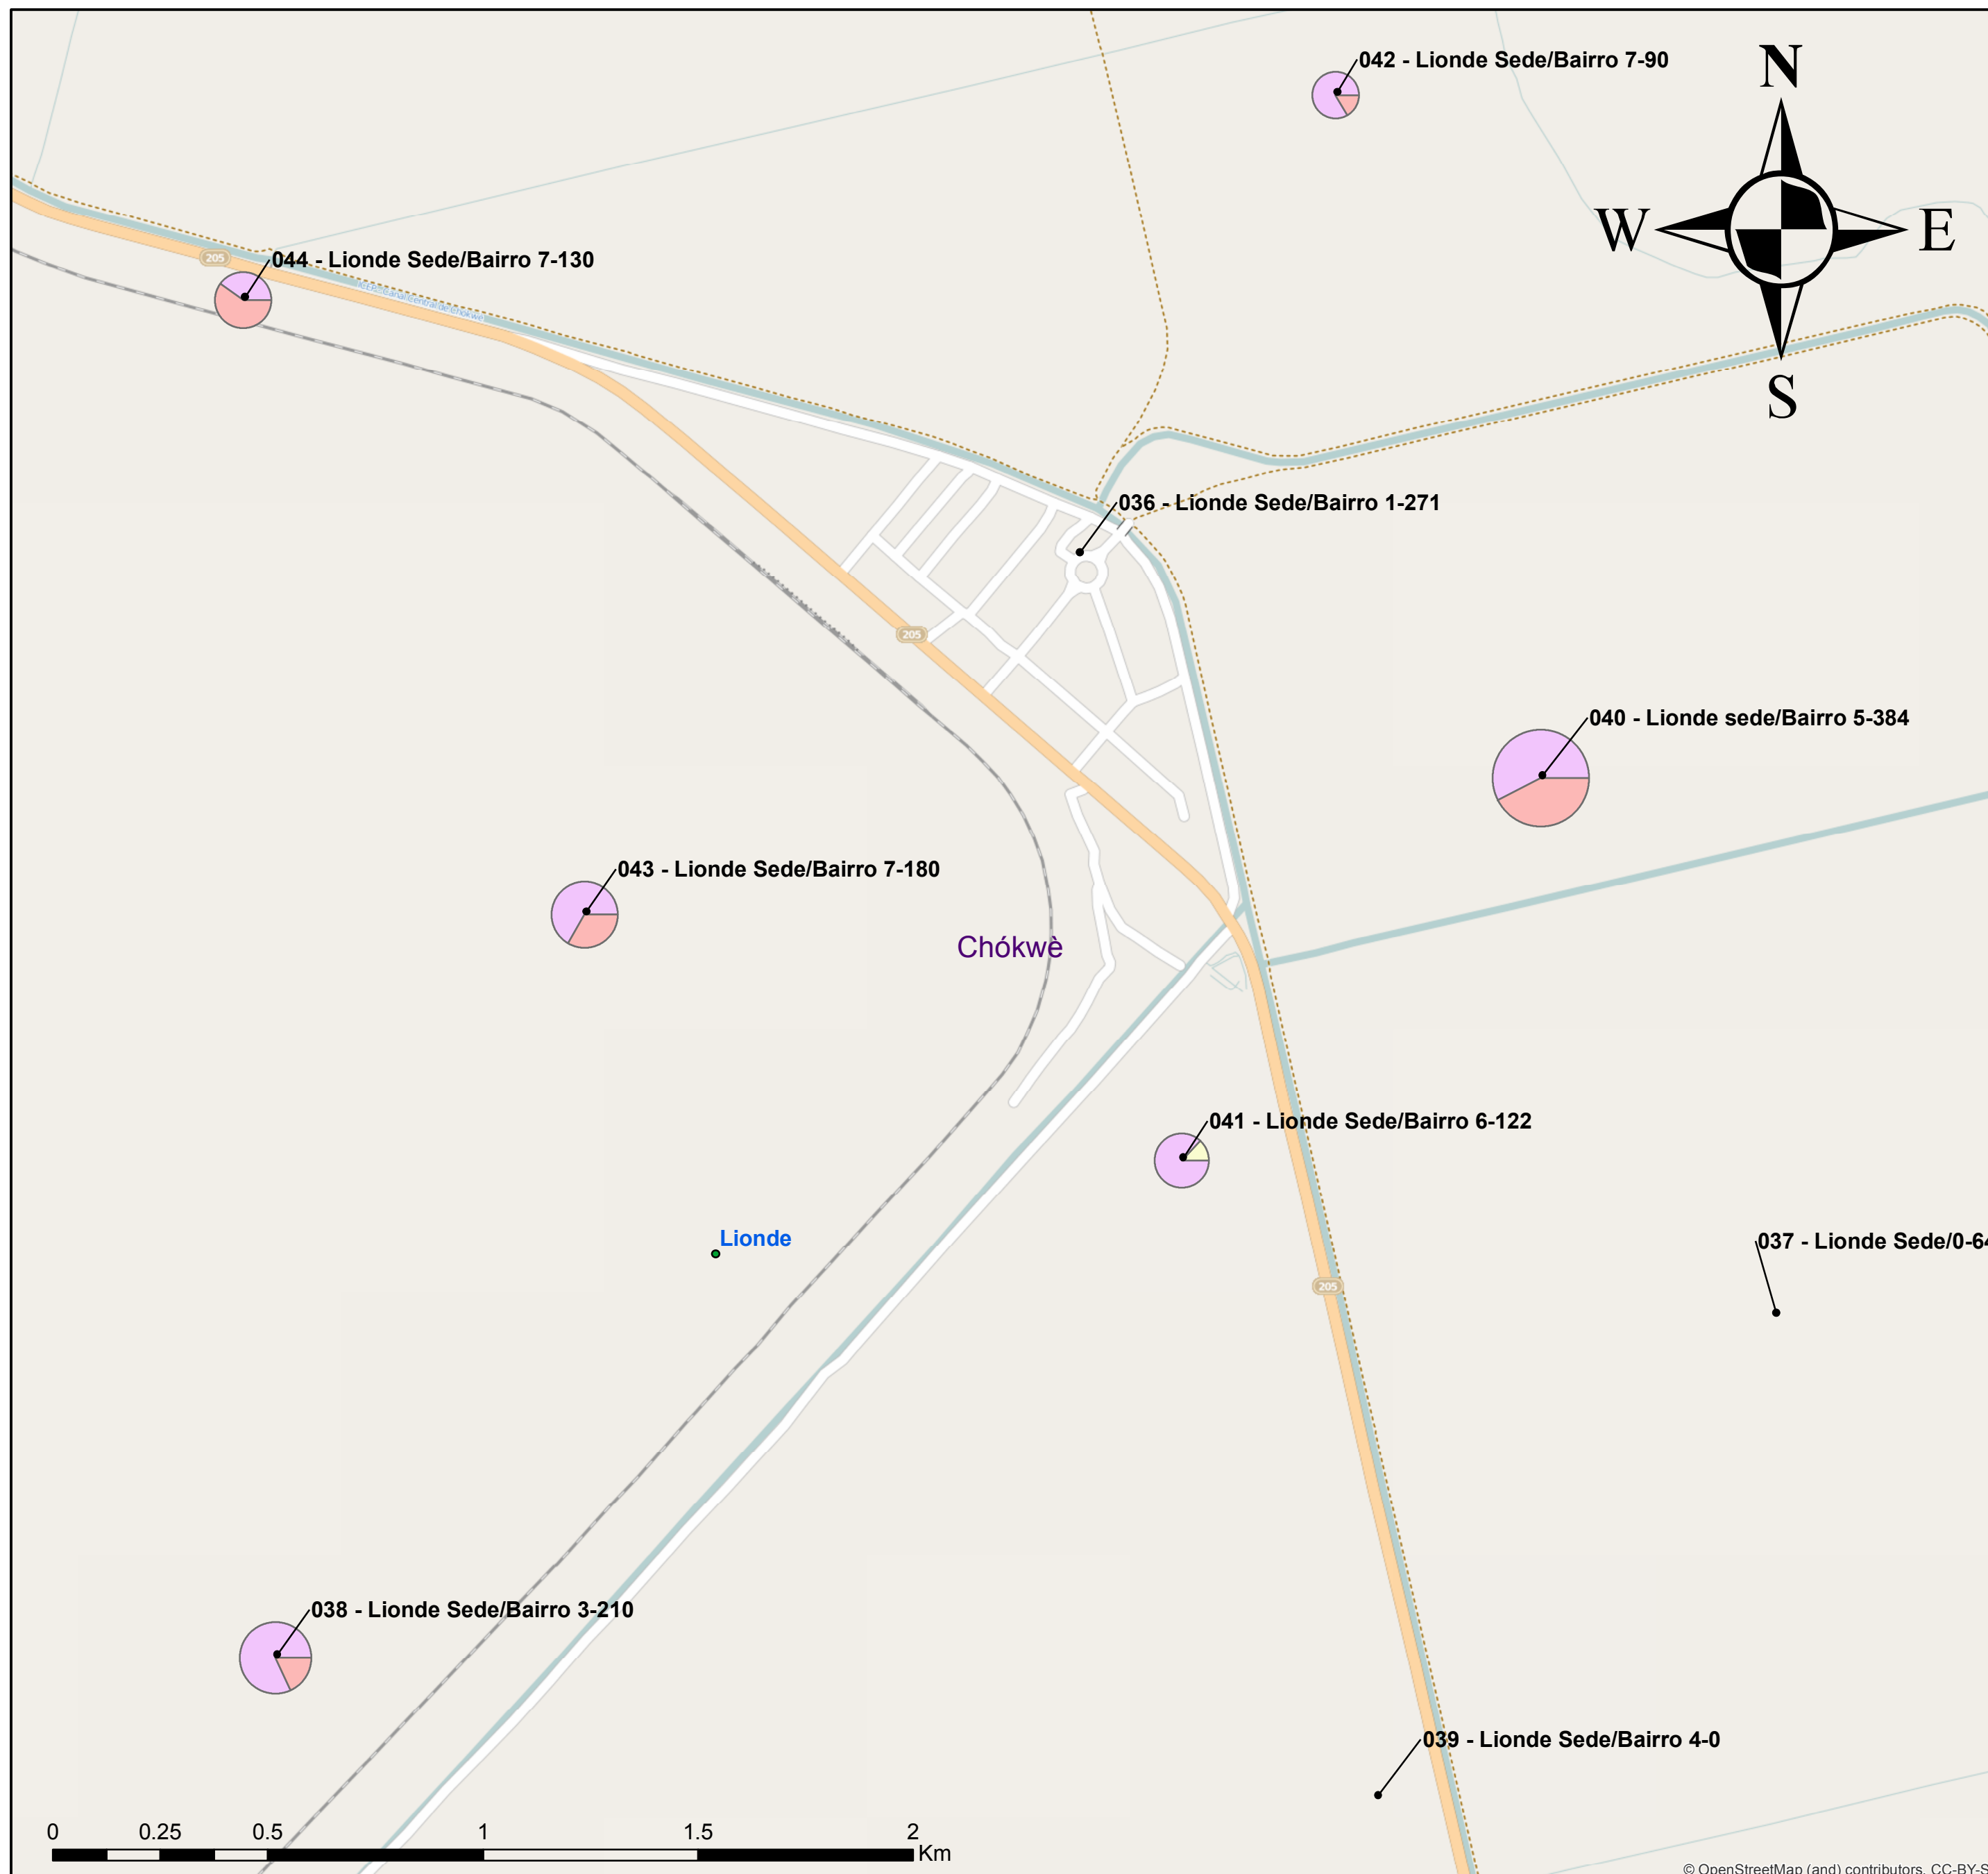 042 - Lionde Sede/Bairro 7-90
N
W
E
S
044 - Lionde Sede/Bairro 7-130
205
036 - Lionde Sede/Bairro 1-271
205
040 - Lionde sede/Bairro 5-384
043 - Lionde Sede/Bairro 7-180
Chókwè
041 - Lionde Sede/Bairro 6-122
Lionde
037 - Lionde Sede/0-64
205
038 - Lionde Sede/Bairro 3-210
039 - Lionde Sede/Bairro 4-0
0 0.25 0.5 1 1.5 2
Km
© OpenStreetMap (and) contributors, CC-BY-S